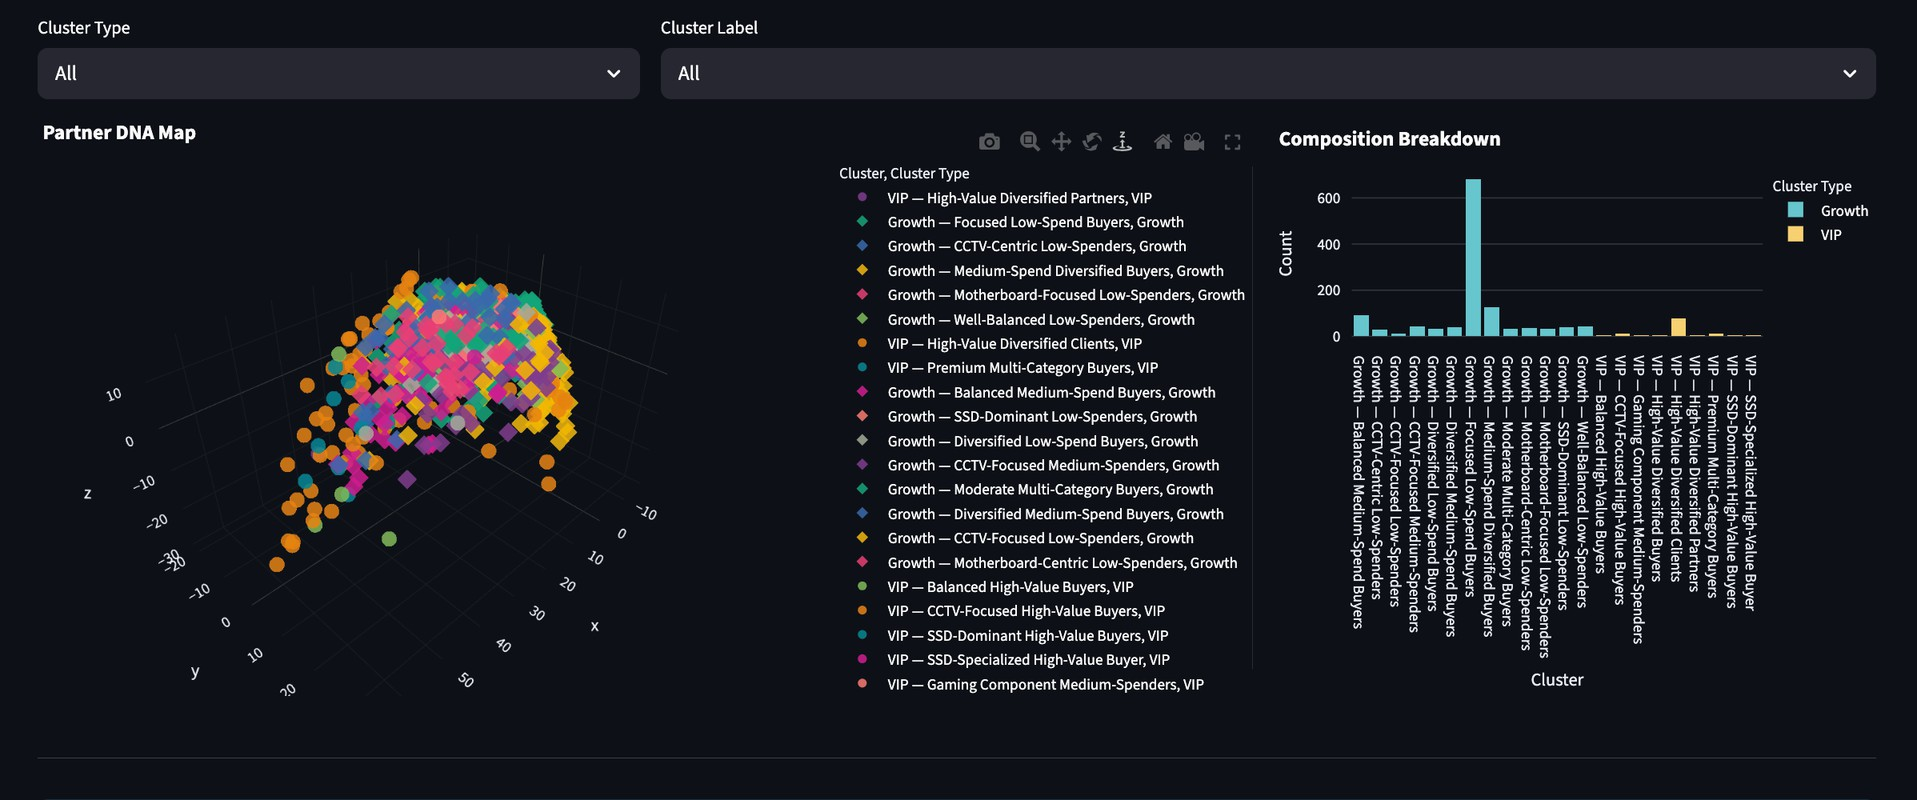 Cluster Type
Cluster Label
All
All
Partner DNA Map
Composition Breakdown
z
Cluster, Cluster Type
VIP — High-Value Diversified Partners, VIP
Growth — Focused Low-Spend Buyers, Growth
Growth — CCTV-Centric Low-Spenders, Growth
Growth — Medium-Spend Diversified Buyers, Growth
Growth — Motherboard-Focused Low-Spenders, Growth
Growth — Well-Balanced Low-Spenders, Growth
VIP — High-Value Diversified Clients, VIP
VIP — Premium Multi-Category Buyers, VIP
Growth — Balanced Medium-Spend Buyers, Growth
Growth — SSD-Dominant Low-Spenders, Growth
Growth — Diversified Low-Spend Buyers, Growth
Growth — CCTV-Focused Medium-Spenders, Growth
Growth — Moderate Multi-Category Buyers, Growth
Growth — Diversified Medium-Spend Buyers, Growth
Growth — CCTV-Focused Low-Spenders, Growth
Growth — Motherboard-Centric Low-Spenders, Growth
VIP — Balanced High-Value Buyers, VIP
VIP — CCTV-Focused High-Value Buyers, VIP
VIP — SSD-Dominant High-Value Buyers, VIP
VIP — SSD-Specialized High-Value Buyer, VIP
VIP — Gaming Component Medium-Spenders, VIP
10
0
−10
−20
−30
z
−20
−10
0
10
20
y
−10
0
10
20
30
40
50
x
600
400
200
0
Count
Cluster Type
Growth
VIP
Growth — Balanced Medium-Spend Buyers
Growth — CCTV-Centric Low-Spenders
Growth — CCTV-Focused Low-Spenders
Growth — CCTV-Focused Medium-Spenders
Growth — Diversified Low-Spend Buyers
Growth — Diversified Medium-Spend Buyers
Growth — Focused Low-Spend Buyers
Growth — Medium-Spend Diversified Buyers
Growth — Moderate Multi-Category Buyers
Growth — Motherboard-Centric Low-Spenders
Growth — Motherboard-Focused Low-Spenders
Growth — SSD-Dominant Low-Spenders
Growth — Well-Balanced Low-Spenders
VIP — Balanced High-Value Buyers
VIP — CCTV-Focused High-Value Buyers
VIP — Gaming Component Medium-Spenders
VIP — High-Value Diversified Buyers
VIP — High-Value Diversified Clients
VIP — High-Value Diversified Partners
VIP — Premium Multi-Category Buyers
VIP — SSD-Dominant High-Value Buyers
VIP — SSD-Specialized High-Value Buyer
Cluster